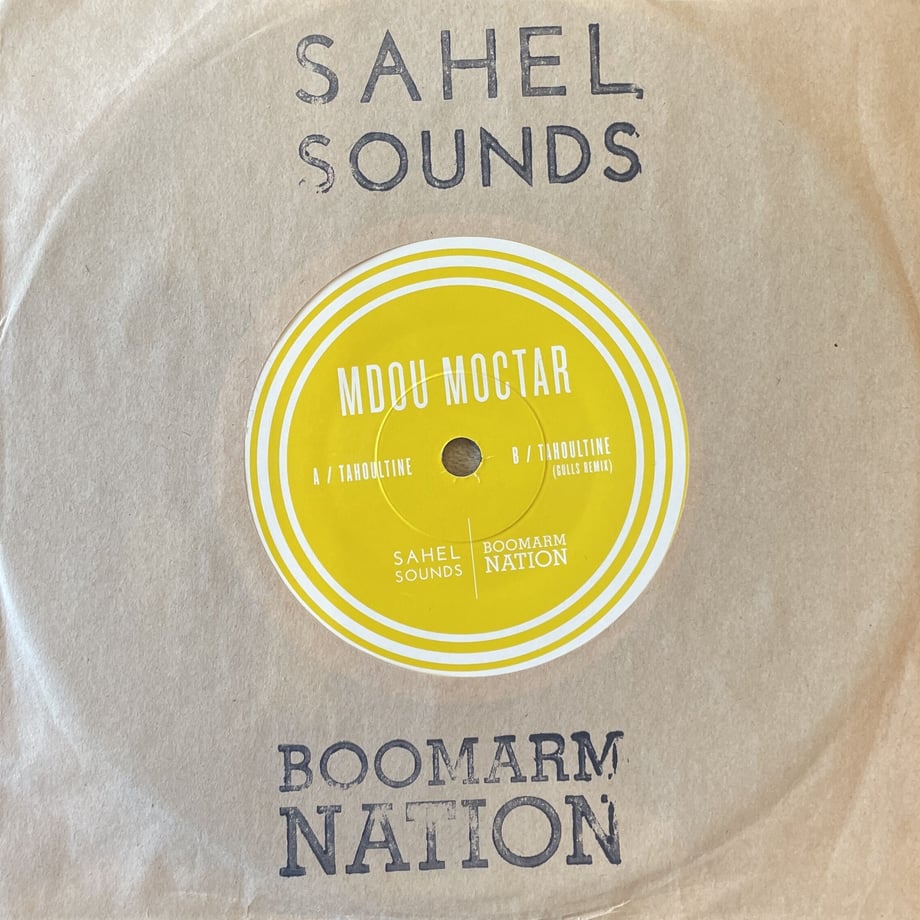 SAHEL
SOUNDS
MDOU MOCTAR
A / TAHOULTINE
B / TAHOULTINE
(GULLS REMIX)
SAHEL
SOUNDS
BOOMARM
NATION
BOOMARM
NATION